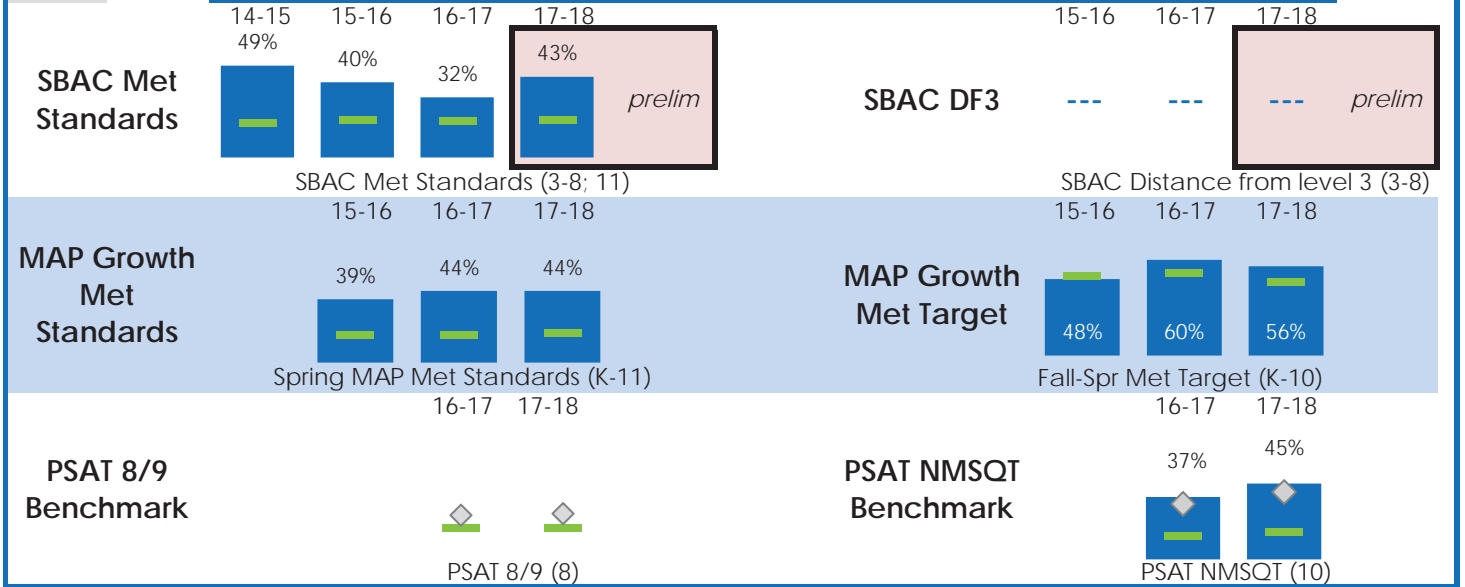 14-15 15-16 16-17 17-18
49% 40% 32% 43%
SBAC Met
Standards
prelim
SBAC Met Standards (3-8; 11)
15-16 16-17 17-18
SBAC DF3
--- --- ---
prelim
SBAC Distance from level 3 (3-8)
15-16 16-17 17-18
MAP Growth
Met
Standards
39% 44% 44%
Spring MAP Met Standards (K-11)
15-16 16-17 17-18
MAP Growth
Met Target
48% 60% 56%
Fall-Spr Met Target (K-10)
16-17 17-18
PSAT 8/9
Benchmark
PSAT 8/9 (8)
16-17 17-18
PSAT NMSQT
Benchmark
37% 45%
PSAT NMSQT (10)